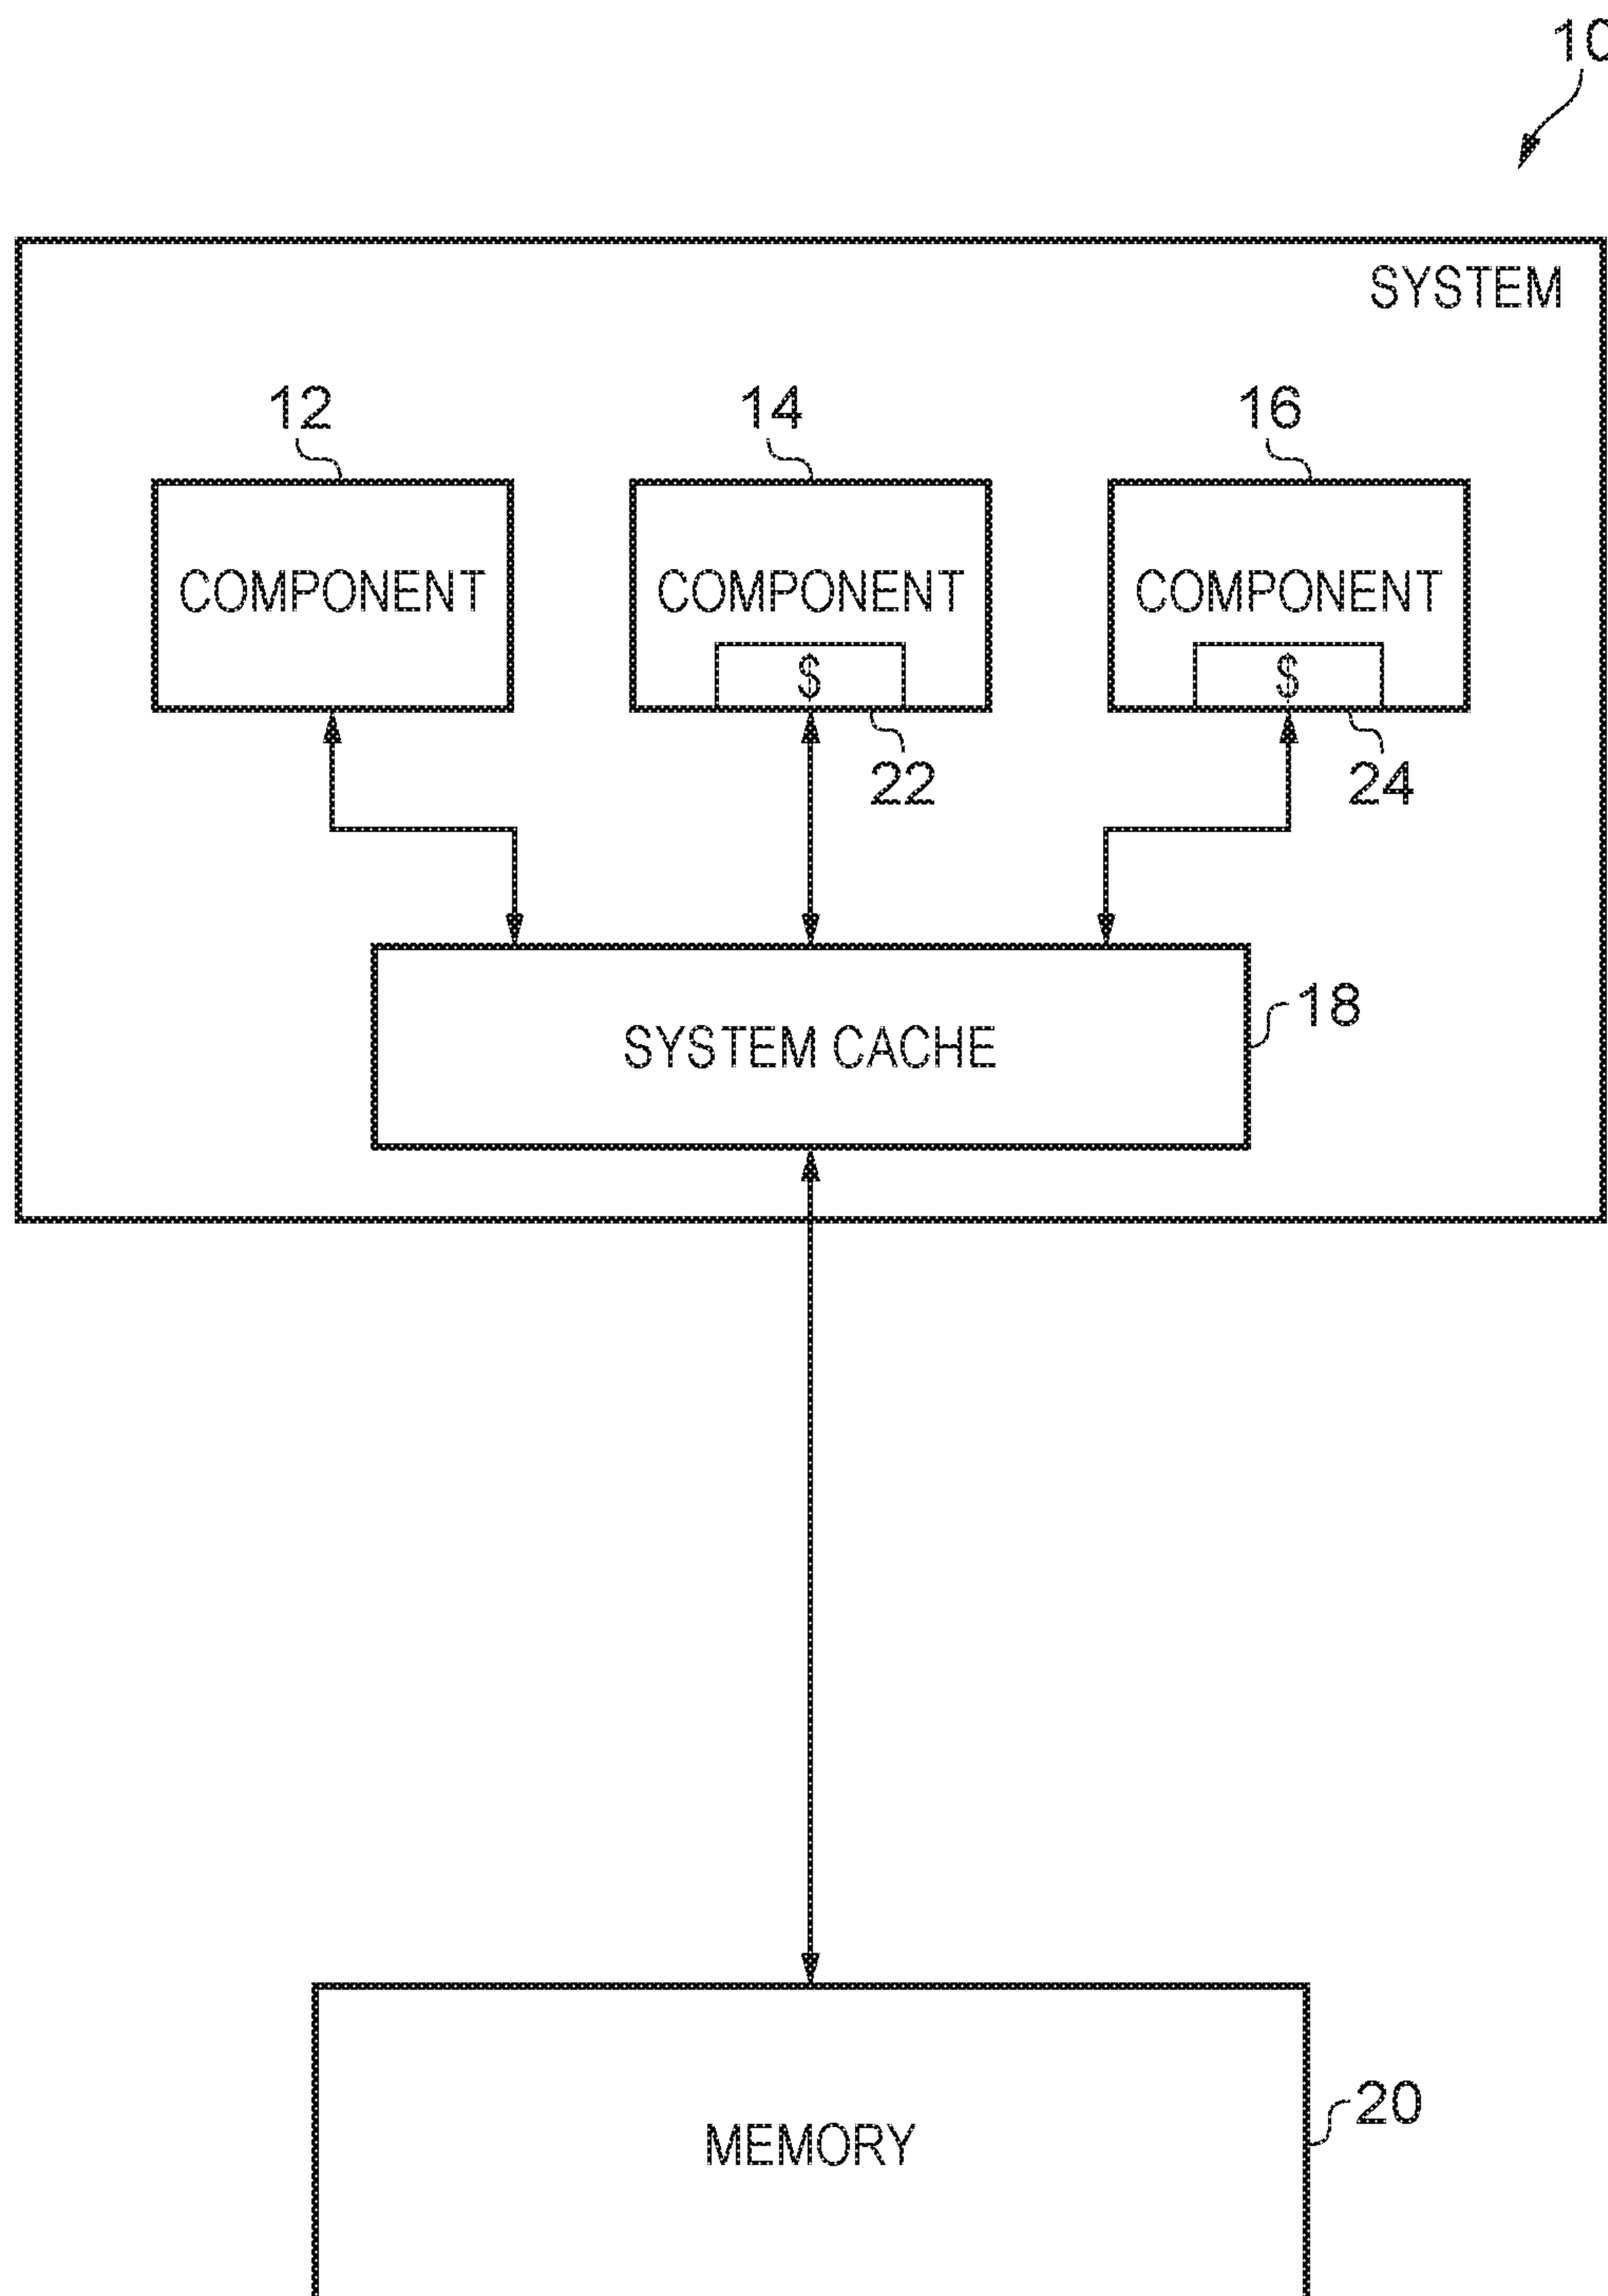 10
SYSTEM
12 14 16
COMPONENT COMPONENT COMPONENT
$ $
22 24
18
SYSTEM CACHE
20
MEMORY